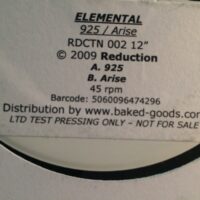 ELEMENTAL
925 / Arise
RDCTN 002 12"
© 2009 Reduction
A. 925
B. Arise
45 rpm
Barcode: 5060096474296
Distribution by www.baked-goods.com
LTD TEST PRESSING ONLY – NOT FOR SALE